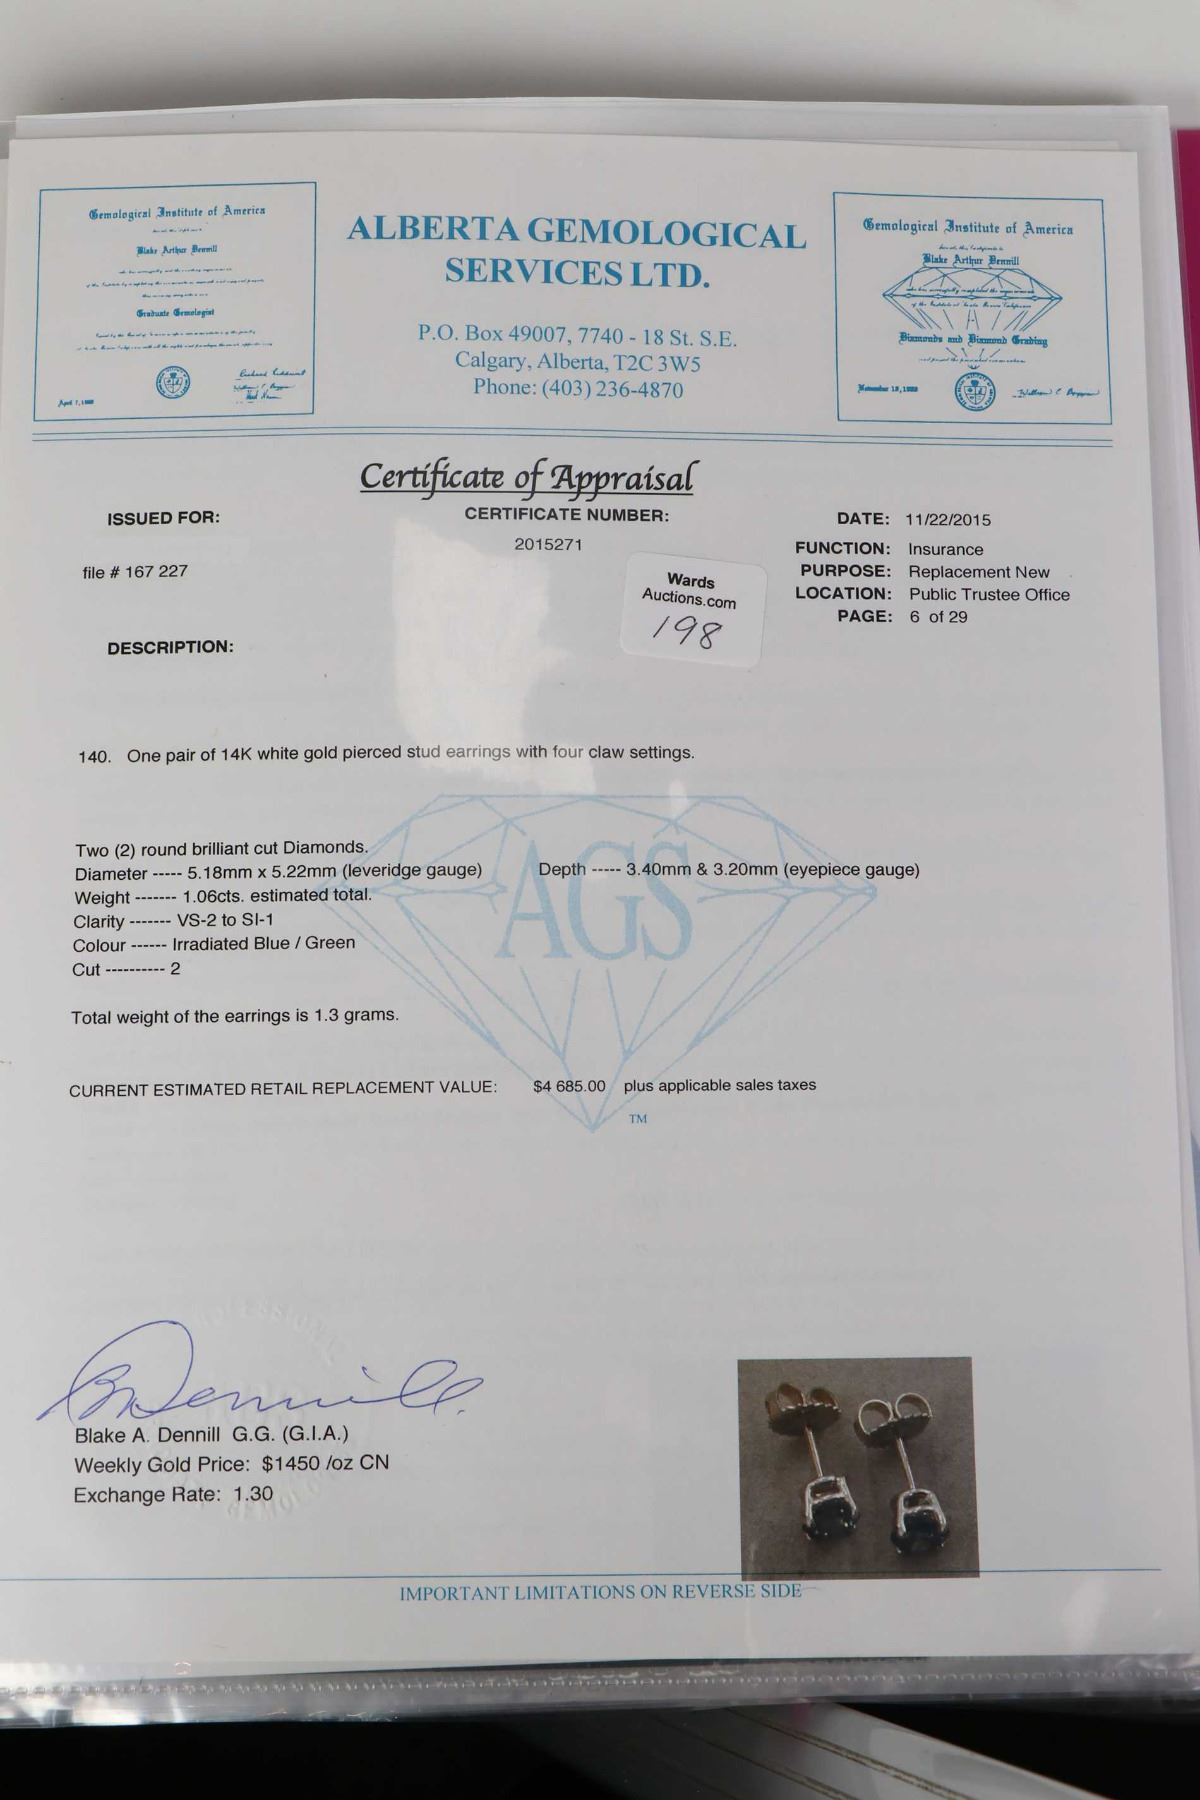 Gemological Institute of America
Blake Arthur Dennill
Graduate Gemologist
April 7, 1988
ALBERTA GEMOLOGICAL
SERVICES LTD.
P.O. Box 49007, 7740 - 18 St. S.E.
Calgary, Alberta, T2C 3W5
Phone: (403) 236-4870
Gemological Institute of America
Blake Arthur Dennill
Diamonds and Diamond Grading
Certificate of Appraisal
ISSUED FOR:
CERTIFICATE NUMBER:
DATE: 11/22/2015
2015271
FUNCTION: Insurance
file # 167 227
PURPOSE: Replacement New
LOCATION: Public Trustee Office
PAGE: 6 of 29
Wards
Auctions.com
198
DESCRIPTION:
140. One pair of 14K white gold pierced stud earrings with four claw settings.
Two (2) round brilliant cut Diamonds.
Diameter ----- 5.18mm x 5.22mm (leveridge gauge) Depth ----- 3.40mm & 3.20mm (eyepiece gauge)
Weight ------- 1.06cts. estimated total.
Clarity ------- VS-2 to SI-1
Colour ------ Irradiated Blue / Green
Cut ---------- 2
AGS
Total weight of the earrings is 1.3 grams.
CURRENT ESTIMATED RETAIL REPLACEMENT VALUE: $4 685.00 plus applicable sales taxes
TM
Blake A. Dennill G.G. (G.I.A.)
Weekly Gold Price: $1450 /oz CN
Exchange Rate: 1.30
IMPORTANT LIMITATIONS ON REVERSE SIDE